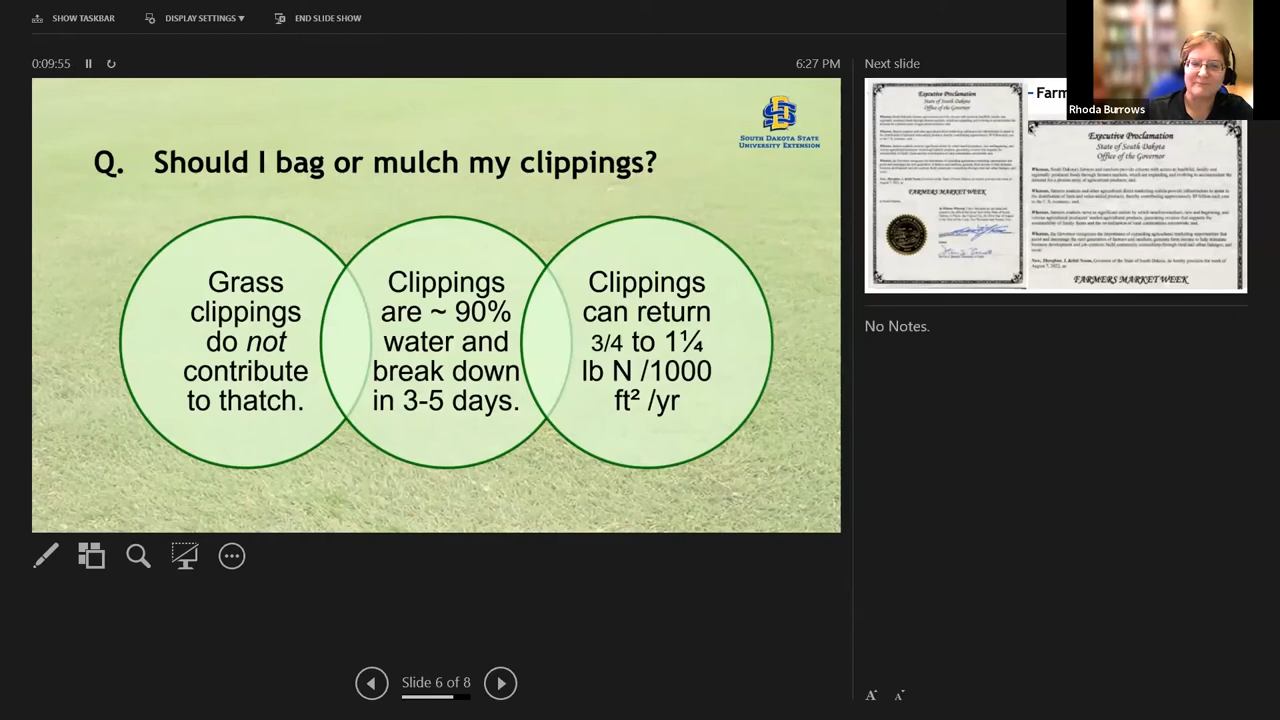 SHOW TASKBAR
DISPLAY SETTINGS ▼
END SLIDE SHOW
0:09:55
6:27 PM
SOUTH DAKOTA STATE
UNIVERSITY EXTENSION
Q. Should I bag or mulch my clippings?
Grass
clippings
do not
contribute
to thatch.
Clippings
are ~ 90%
water and
break down
in 3-5 days.
Clippings
can return
3/4 to 1¼
lb N /1000
ft² /yr
Slide 6 of 8
Next slide
Rhoda Burrows
Executive Proclamation
State of South Dakota
Office of the Governor
FARMERS MARKET WEEK
Executive Proclamation
State of South Dakota
Office of the Governor
FARMERS MARKET WEEK
No Notes.